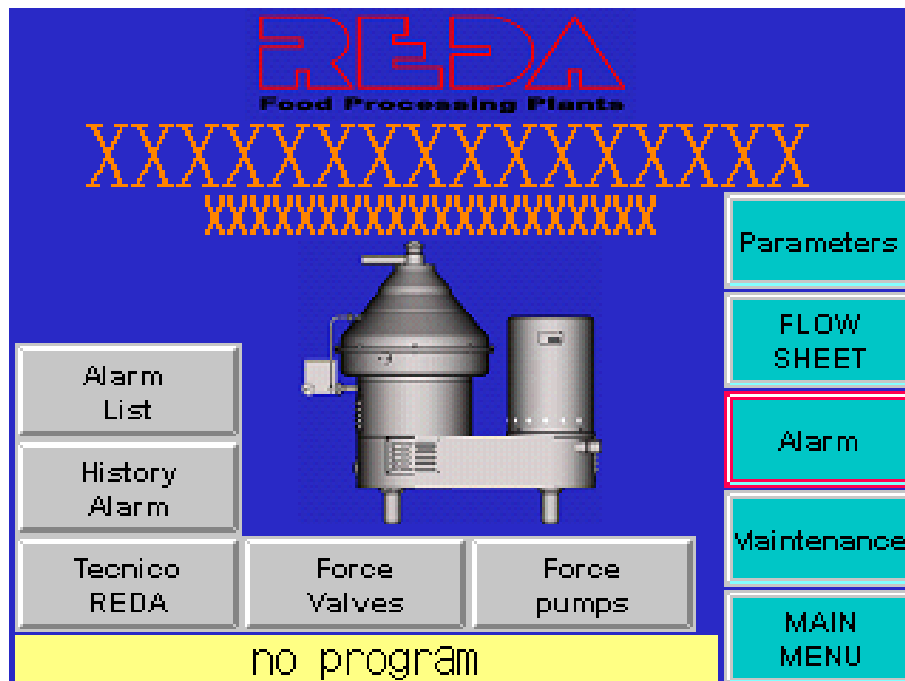 REDA
Food Processing Plants
XXXXXXXXXXXXXXXXXXX
XXXXXXXXXXXXXXXXXXXX
Parameters
FLOW
SHEET
Alarm
List
Alarm
History
Alarm
Maintenance
Tecnico
REDA
Force
Valves
Force
pumps
MAIN
MENU
no program